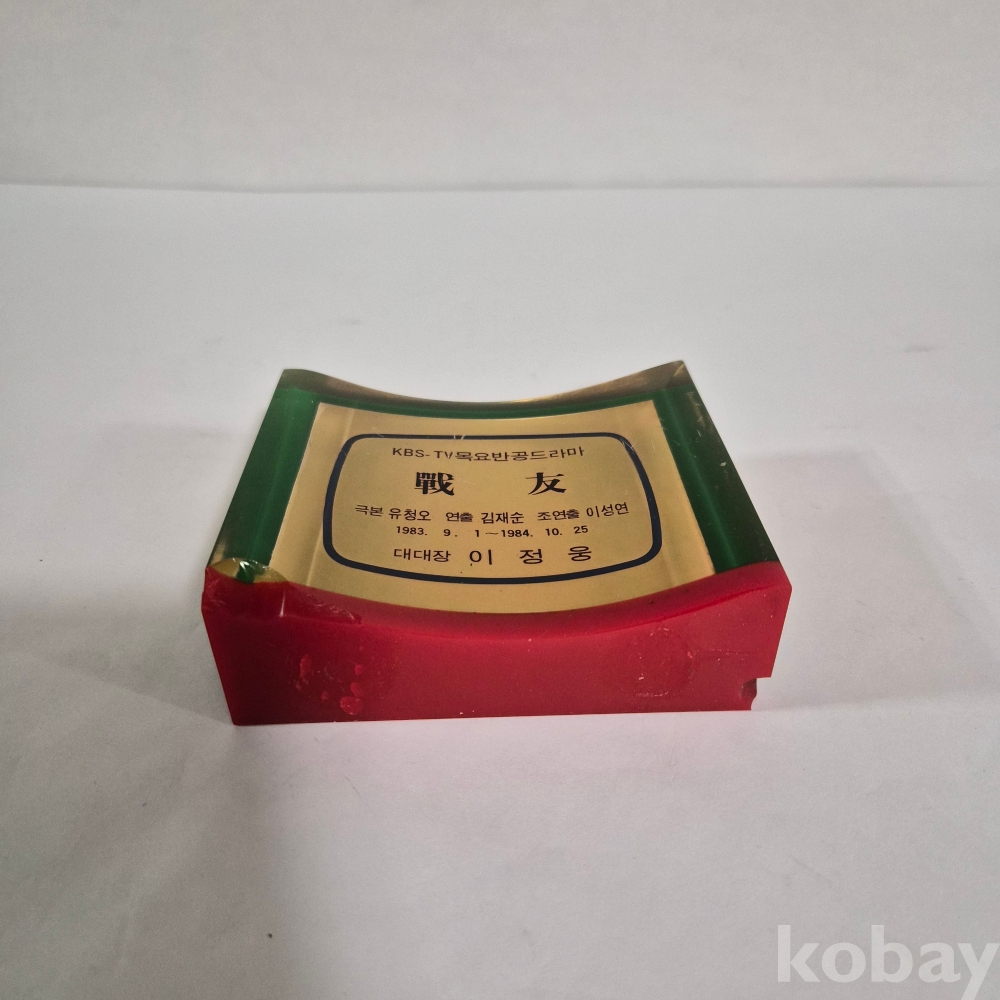 KBS-TV목요반공드라마
戰 友
극본 유청오 연출 김재순 조연출 이성연
1983. 9. 1~1984. 10. 25
대대장 이 정 웅
kobay